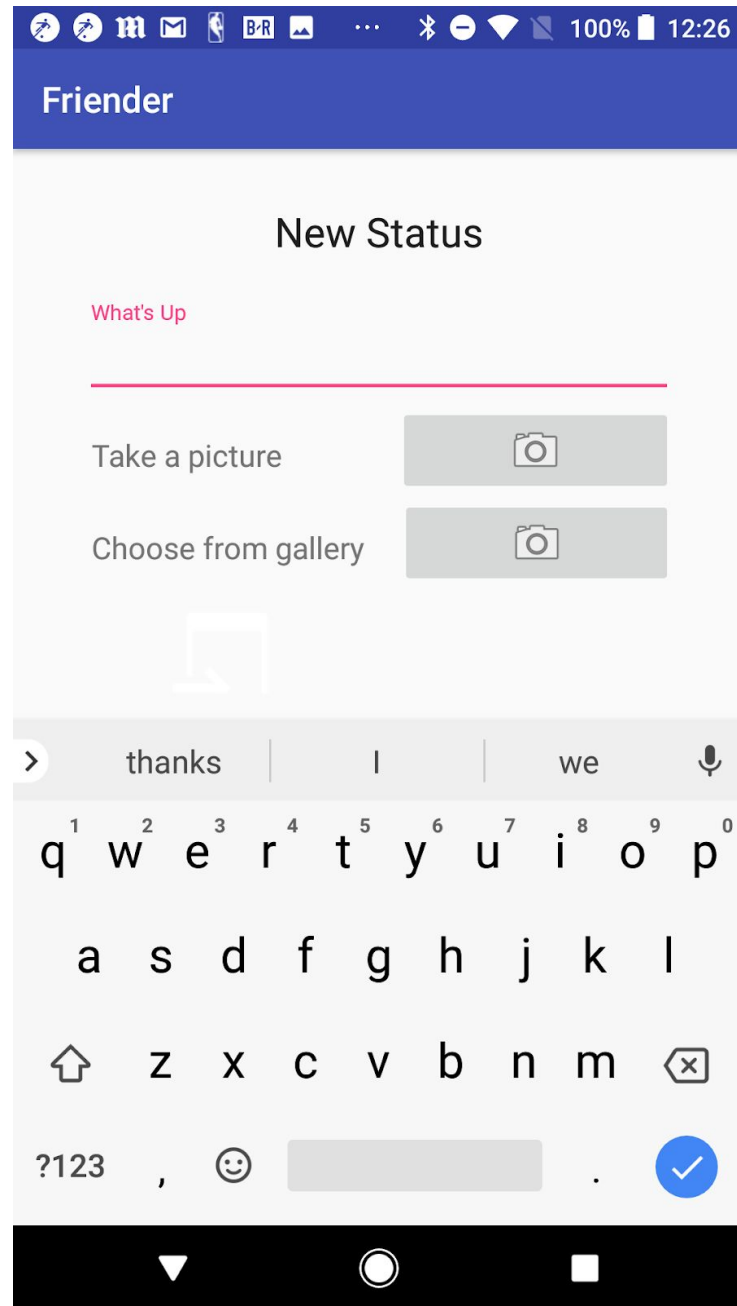 B/R 100% 12:26
Friender
New Status
What's Up
Take a picture
Choose from gallery
thanks I we
1 2 3 4 5 6 7 8 9 0
q w e r t y u i o p
a s d f g h j k l
z x c v b n m
?123 , .